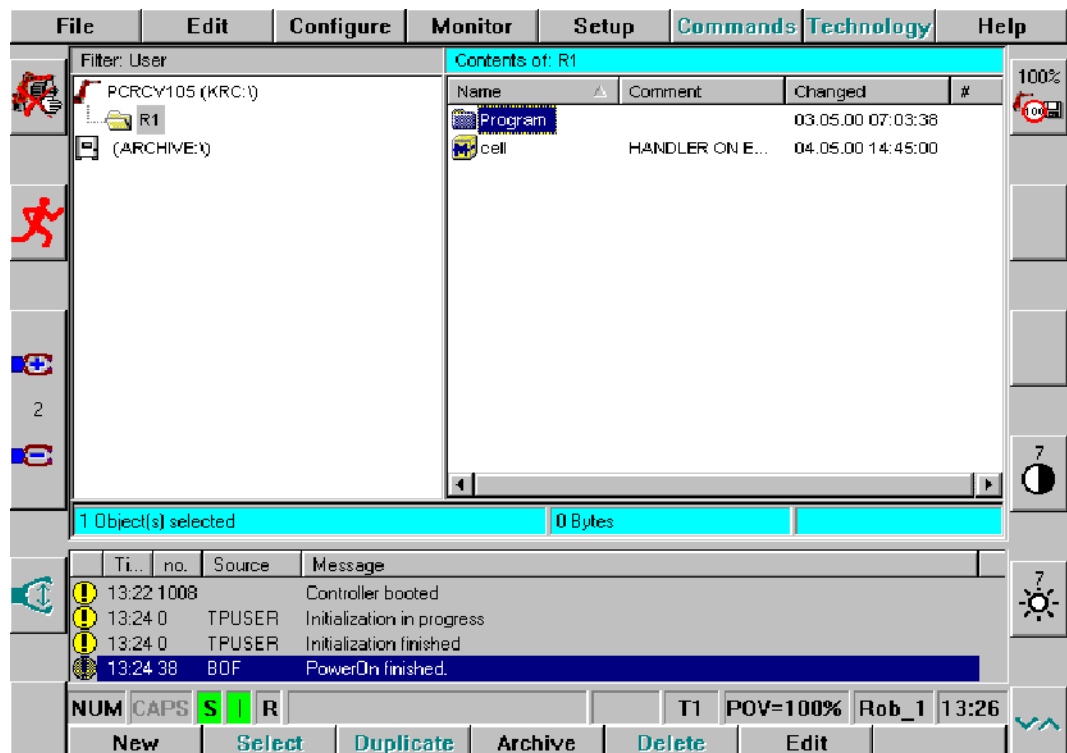 File Edit Configure Monitor Setup Commands Technology Help
Filter: User
Contents of: R1
PCRCV105 (KRC:\)
R1
(ARCHIVE:\)
Name Comment Changed #
Program 03.05.00 07:03:38
cell HANDLER ON E... 04.05.00 14:45:00
100%
100
2
7
7
1 Object(s) selected 0 Bytes
Ti... no. Source Message
13:22 1008 Controller booted
13:24 0 TPUSER Initialization in progress
13:24 0 TPUSER Initialization finished
13:24 38 BOF PowerOn finished.
NUM CAPS S I R T1 POV=100% Rob_1 13:26
New Select Duplicate Archive Delete Edit